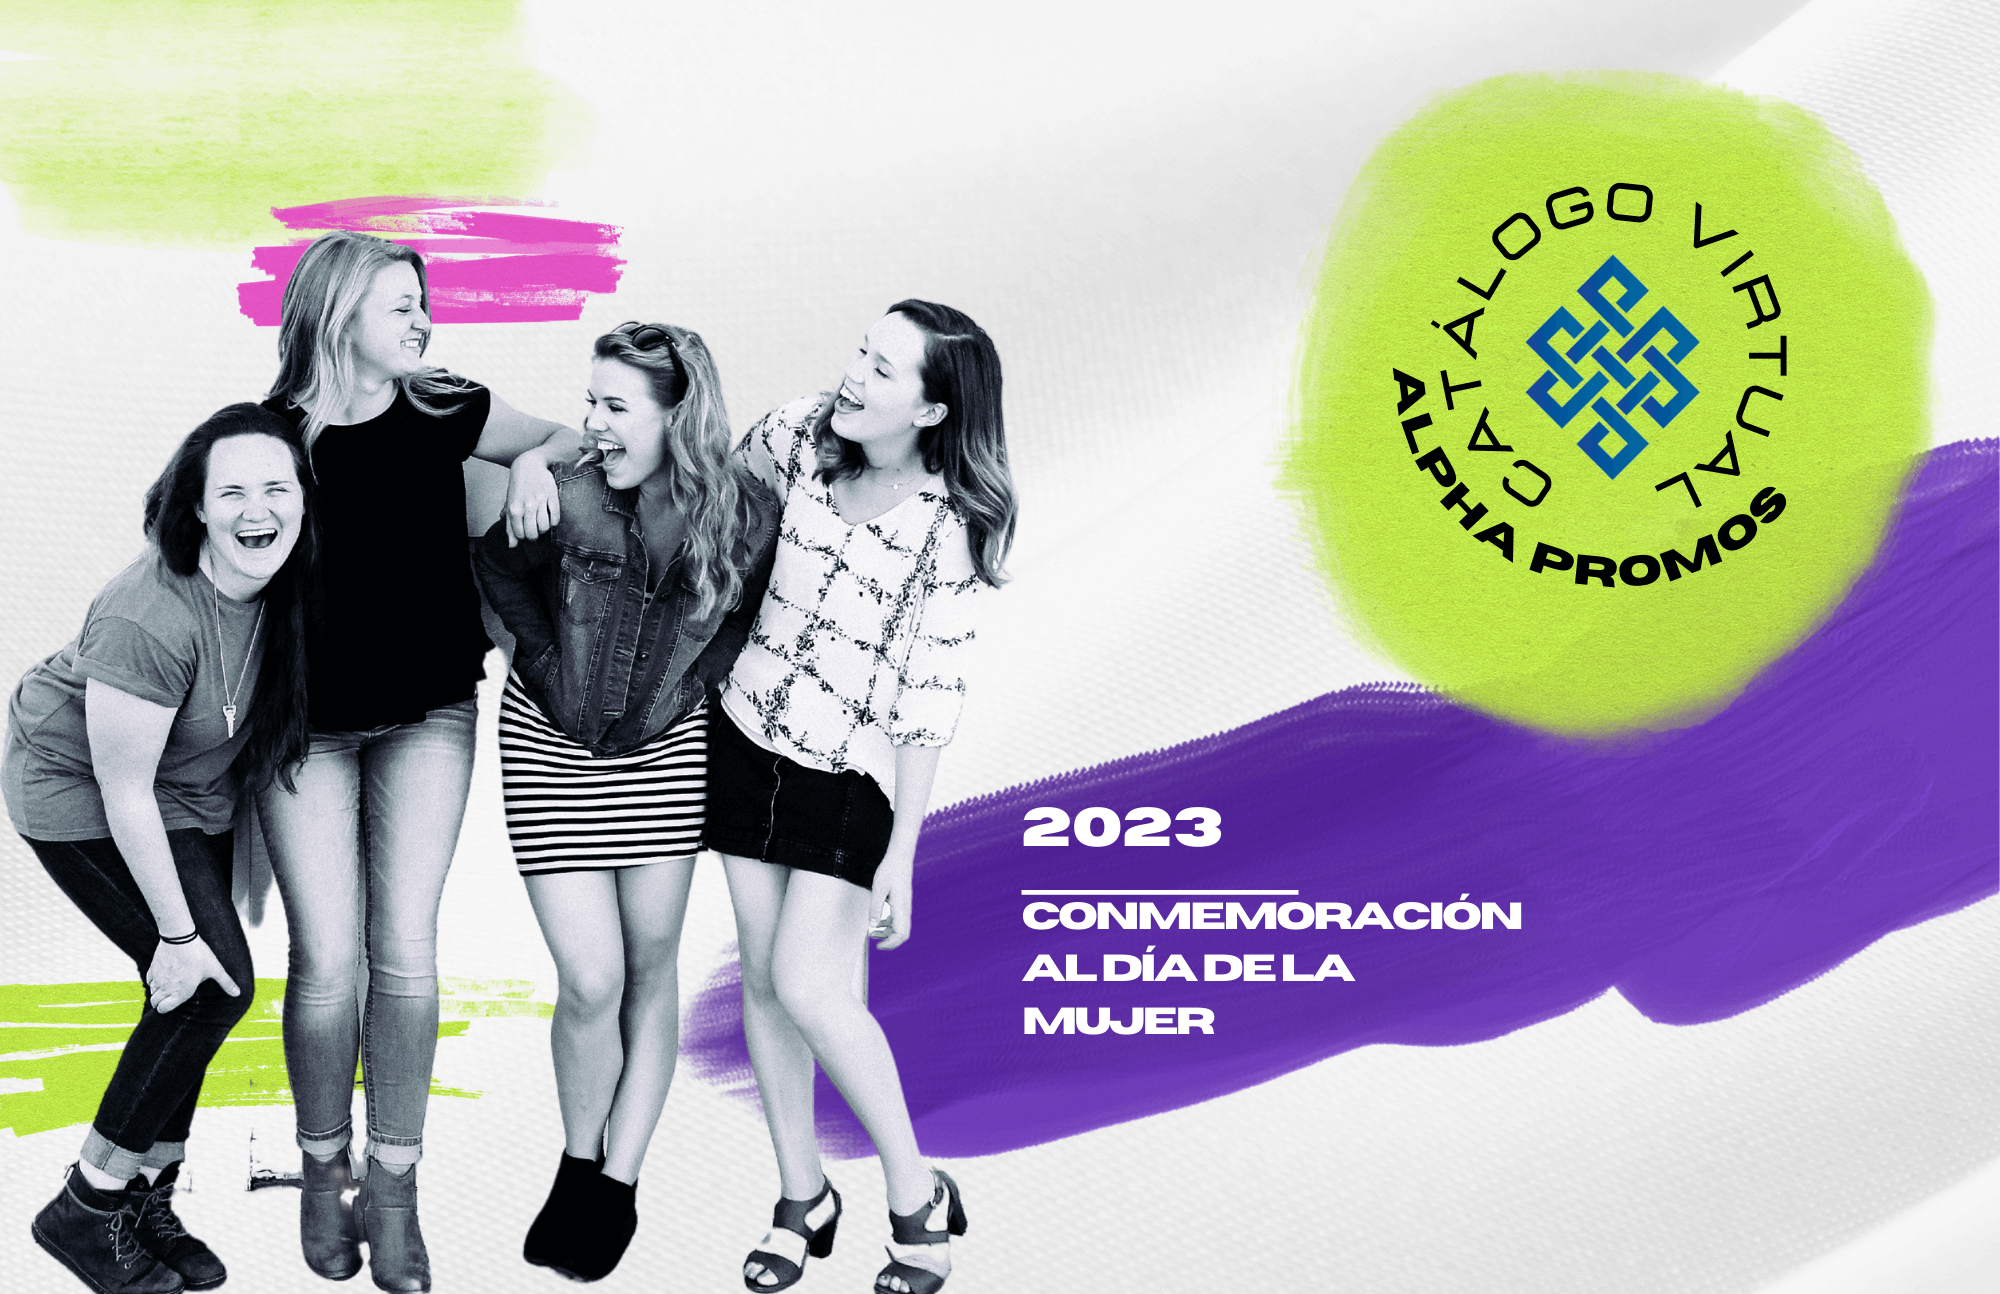 CATÁLOGO VIRTUAL
ALPHA PROMOS
2023
CONMEMORACIÓN
AL DÍA DE LA
MUJER